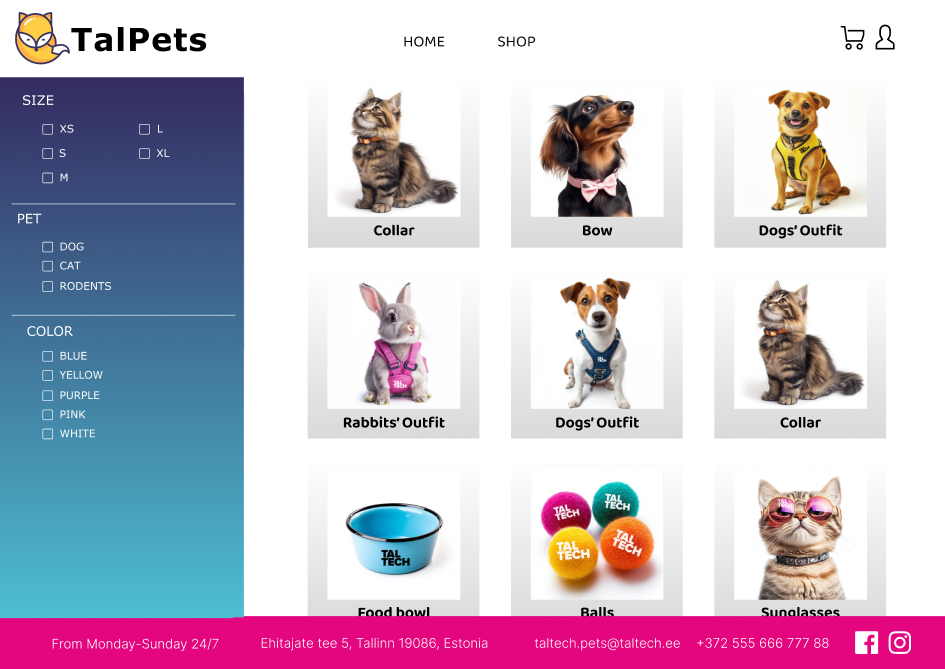 TalPets
HOME
SHOP
SIZE
XS
L
S
XL
M
PET
DOG
CAT
RODENTS
COLOR
BLUE
YELLOW
PURPLE
PINK
WHITE
Collar
Bow
Dogs’ Outfit
Rabbits’ Outfit
Dogs’ Outfit
Collar
TAL
TECH
TAL
TECH
TAL
TECH
TAL
TECH
TAL
TECH
Food bowl
Balls
Sunglasses
From Monday-Sunday 24/7
Ehitajate tee 5, Tallinn 19086, Estonia
taltech.pets@taltech.ee
+372 555 666 777 88